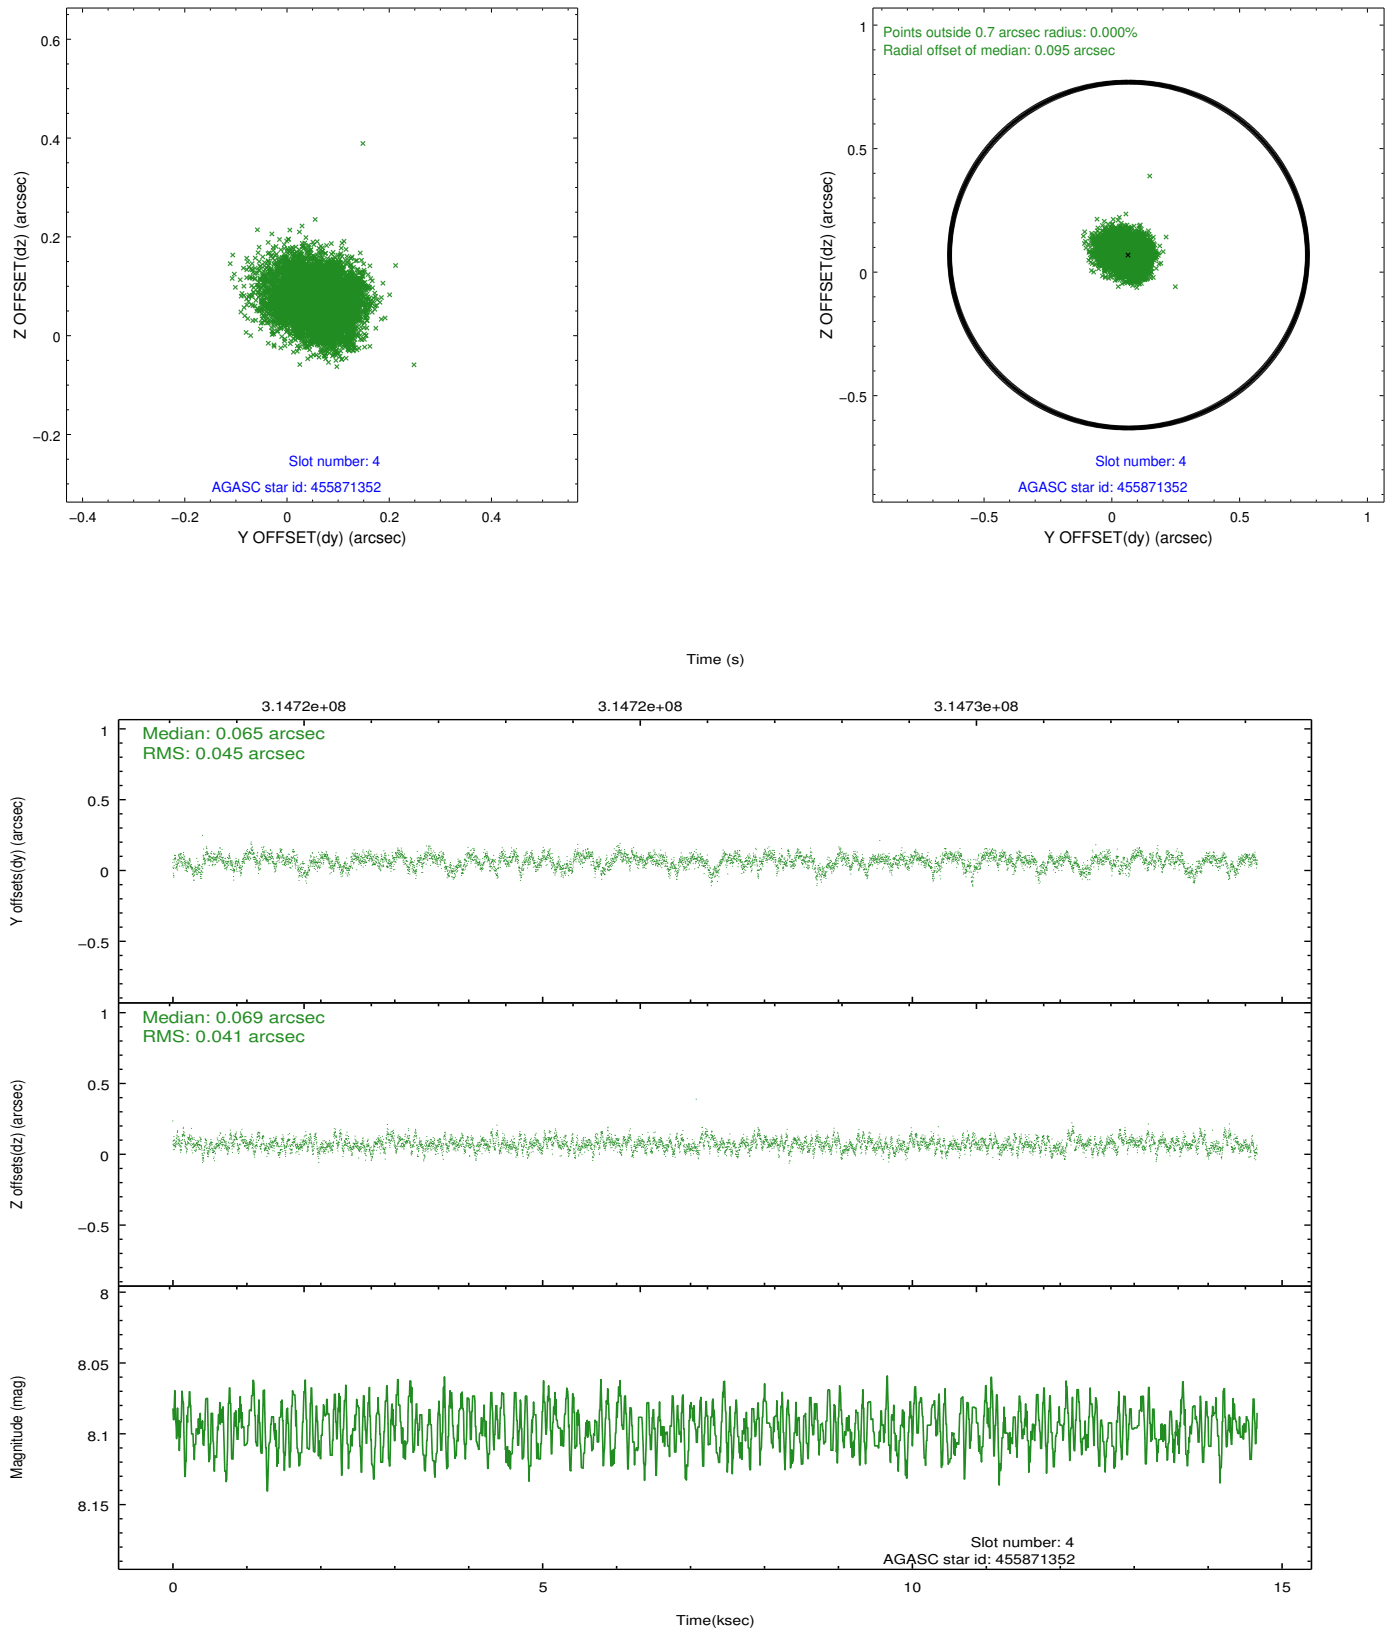 0.6
0.4
0.2
0
−0.2
Z OFFSET(dz) (arcsec)
Slot number: 4
AGASC star id: 455871352
−0.4
−0.2
0
0.2
0.4
Y OFFSET(dy) (arcsec)
Points outside 0.7 arcsec radius: 0.000%
Radial offset of median: 0.095 arcsec
1
0.5
0
−0.5
Z OFFSET(dz) (arcsec)
Slot number: 4
AGASC star id: 455871352
−0.5
0
0.5
1
Y OFFSET(dy) (arcsec)
Time (s)
3.1472e+08
3.1472e+08
3.1473e+08
Median: 0.065 arcsec
RMS: 0.045 arcsec
1
0.5
0
−0.5
Y offsets(dy) (arcsec)
Median: 0.069 arcsec
RMS: 0.041 arcsec
1
0.5
0
−0.5
Z offsets(dz) (arcsec)
8
8.05
8.1
8.15
Magnitude (mag)
Slot number: 4
AGASC star id: 455871352
0
5
10
15
Time(ksec)